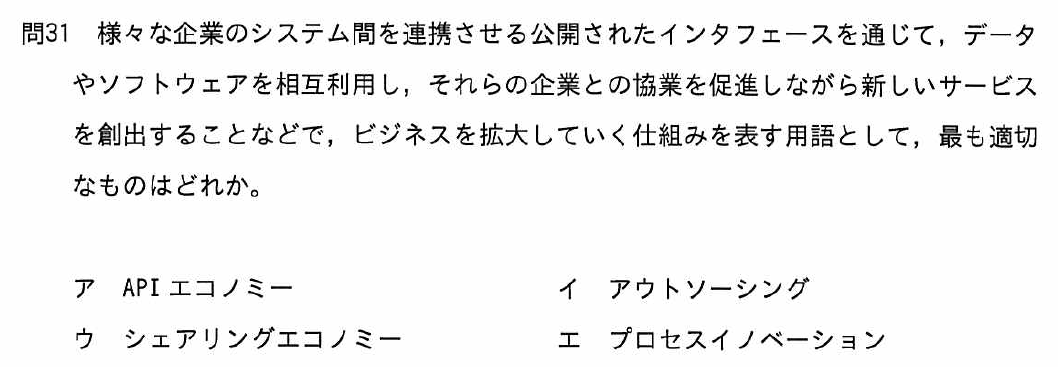 問31 様々な企業のシステム間を連携させる公開されたインタフェースを通じて，データ
やソフトウェアを相互利用し，それらの企業との協業を促進しながら新しいサービス
を創出することなどで，ビジネスを拡大していく仕組みを表す用語として，最も適切
なものはどれか。
ア API エコノミー イ アウトソーシング
ウ シェアリングエコノミー エ プロセスイノベーション